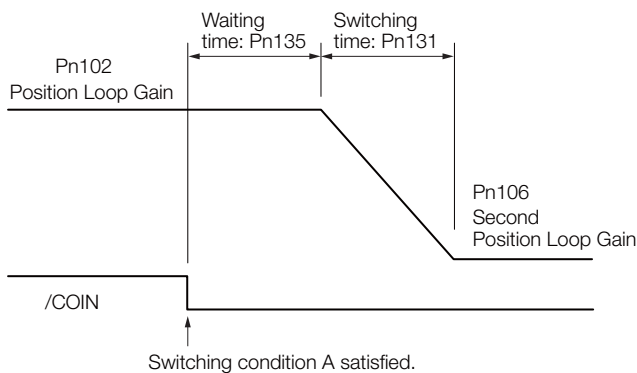 Waiting
time: Pn135
Switching
time: Pn131
Pn102
Position Loop Gain
Pn106
Second
Position Loop Gain
/COIN
Switching condition A satisfied.